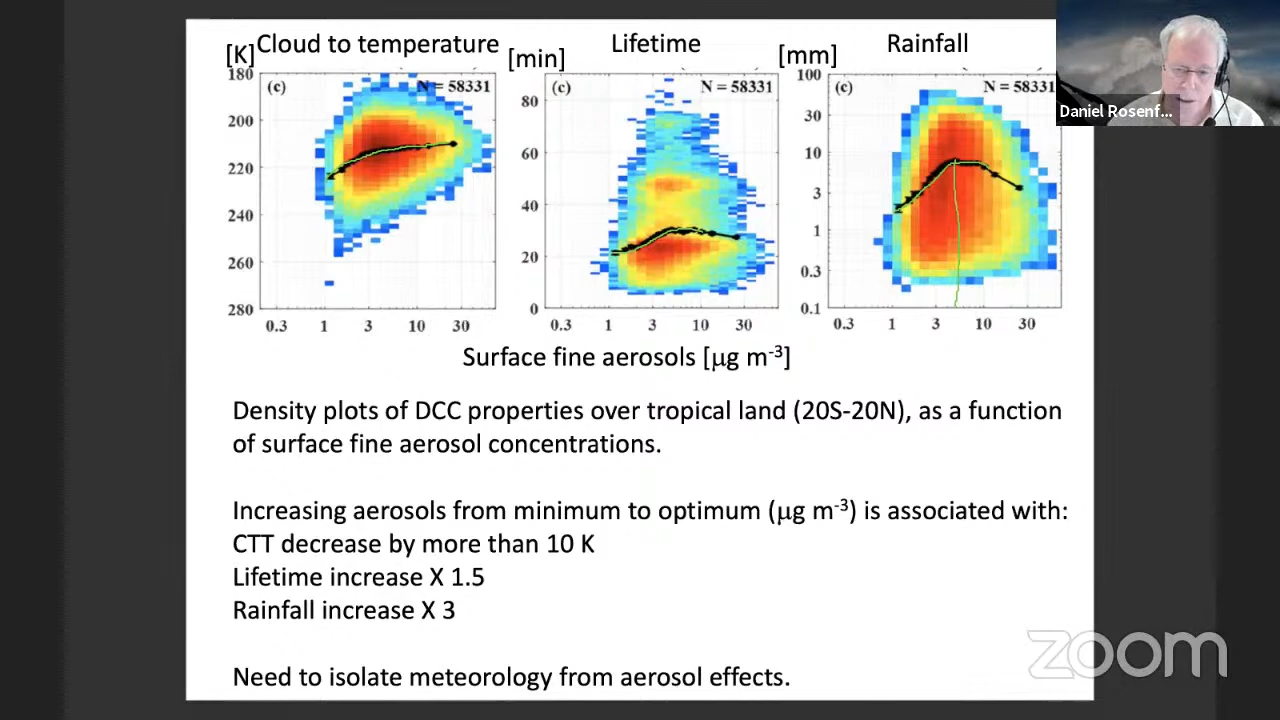 [K]
Cloud to temperature
[min]
Lifetime
[mm]
Rainfall
180
200
220
240
260
280
(c)
N = 58331
0.3 1 3 10 30
80
60
40
20
0
(c)
N = 58331
0.3 1 3 10 30
100
30
10
3
1
0.3
0.1
(c)
N = 58331
0.3 1 3 10 30
Surface fine aerosols [μg m-3]
Density plots of DCC properties over tropical land (20S-20N), as a function
of surface fine aerosol concentrations.
Increasing aerosols from minimum to optimum (μg m-3) is associated with:
CTT decrease by more than 10 K
Lifetime increase X 1.5
Rainfall increase X 3
Need to isolate meteorology from aerosol effects.
Daniel Rosenf...
zoom